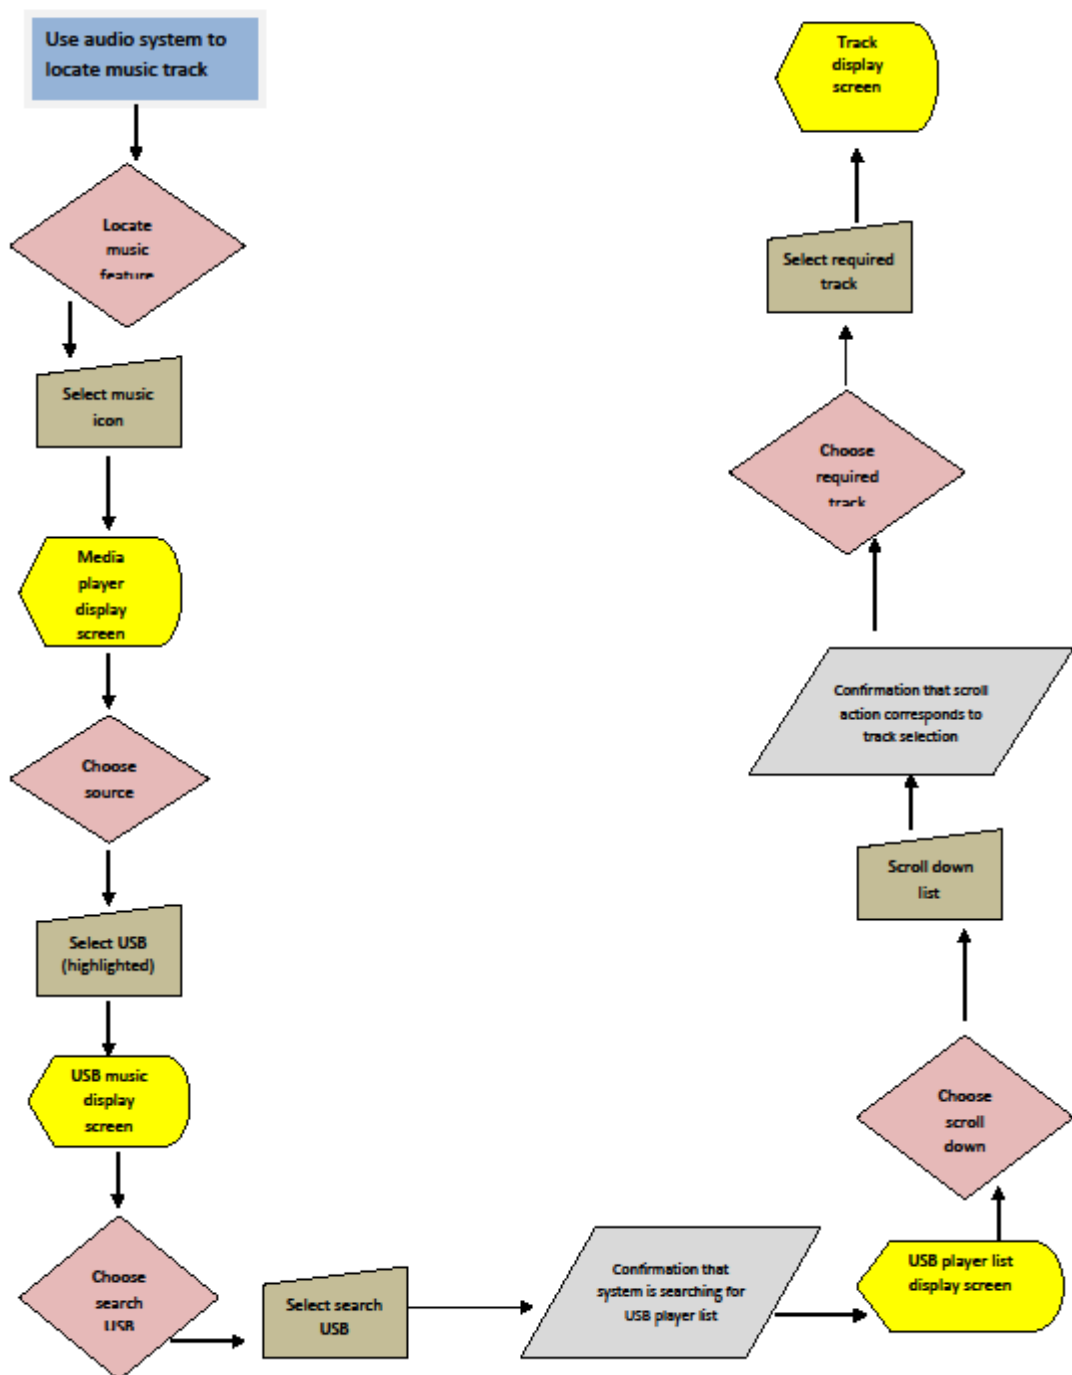 Use audio system to
locate music track
Locate
music
feature
Select music
icon
Media
player
display
screen
Choose
source
Select USB
(highlighted)
USB music
display
screen
Choose
search
USB
Select search
USB
Confirmation that
system is searching for
USB player list
USB player list
display screen
Choose
scroll
down
Scroll down
list
Confirmation that scroll
action corresponds to
track selection
Choose
required
track
Select required
track
Track
display
screen